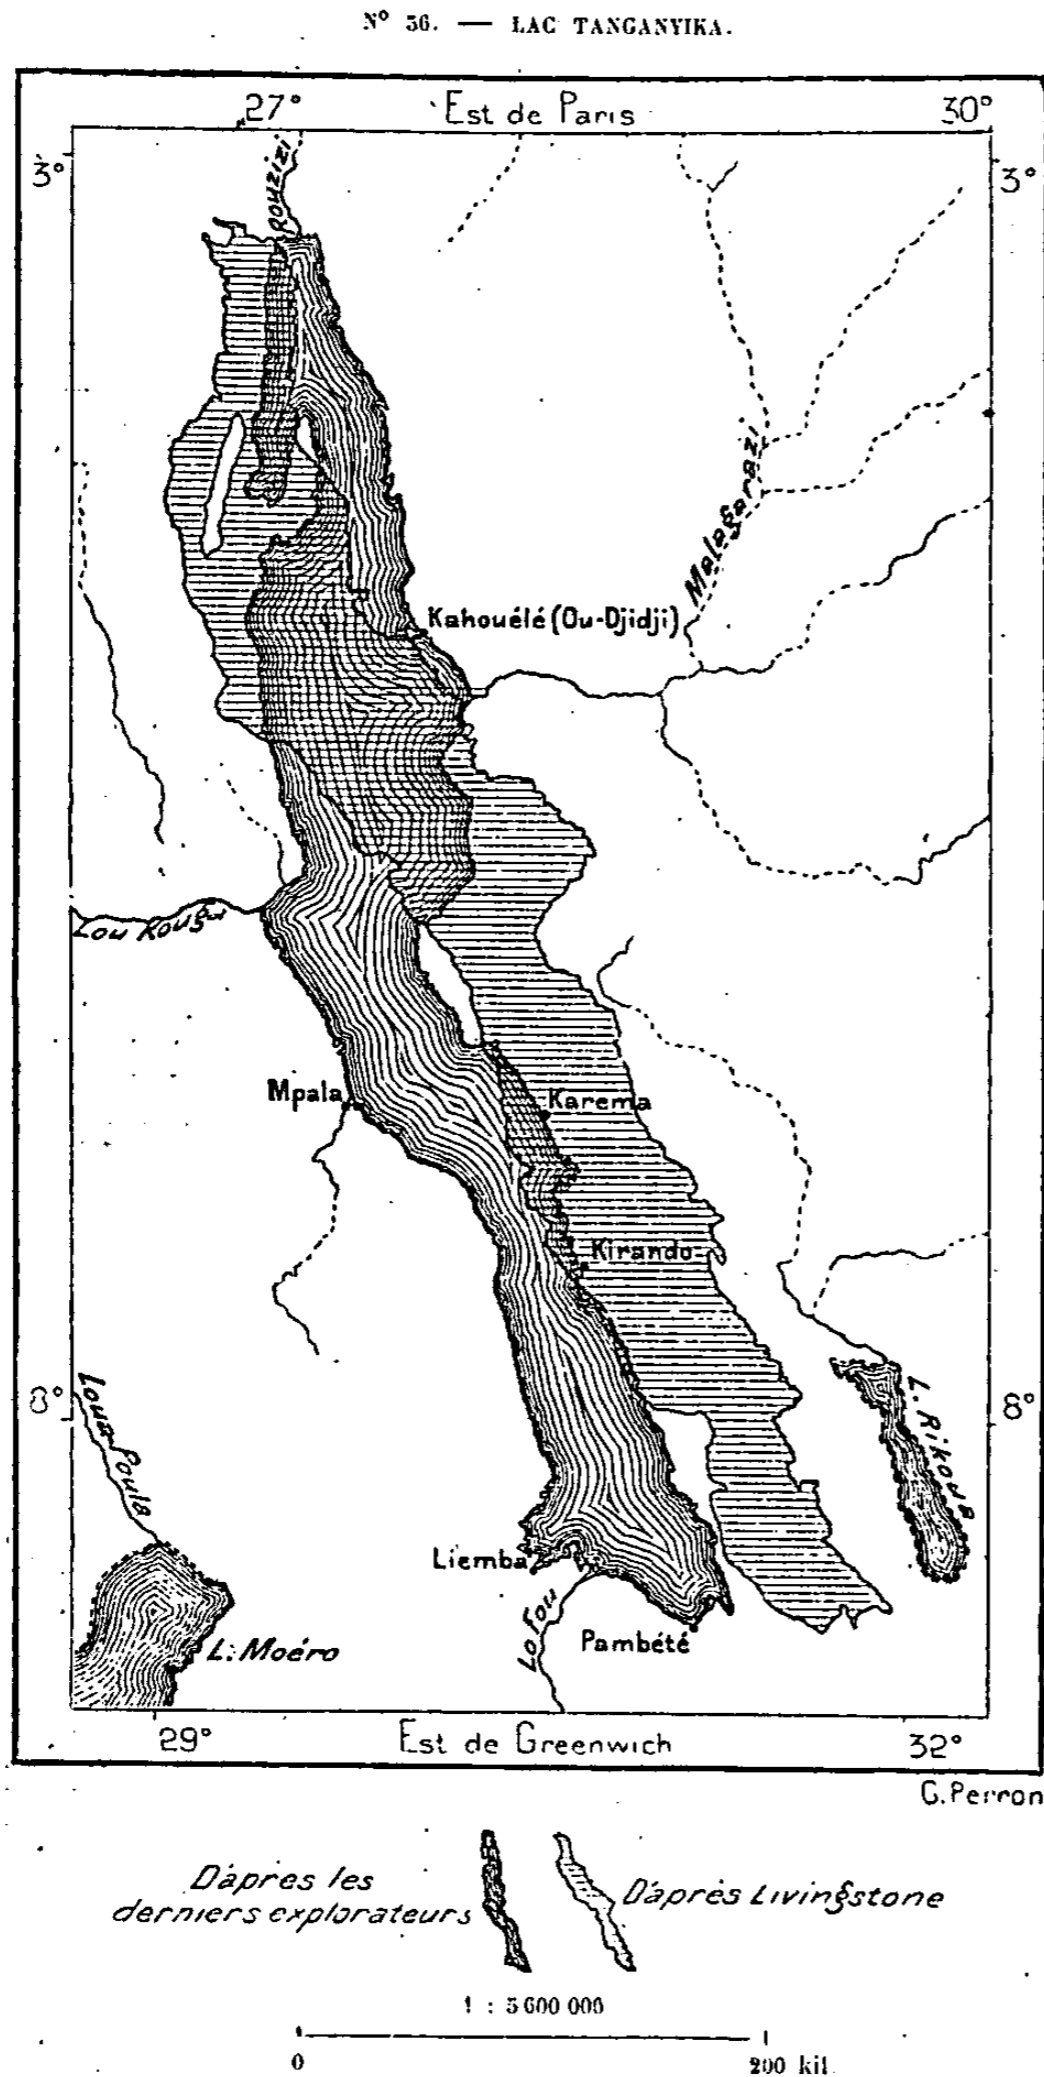 N° 56. — LAC TANGANYIKA.
27° Est de Paris 30°
3° 3°
Rouzizi
Malagarazi
Kahouélé (Ou-Djidji)
Lou Kouga
Mpala
Karema
Kirando
8° 8°
Loua Poula
L. Rikoua
Liemba
Lo Fou
Pambété
L. Moéro
29° Est de Greenwich 32°
G. Perron
D'après les
derniers explorateurs
D'après Livingstone
1 : 5 600 000
0 200 kil.